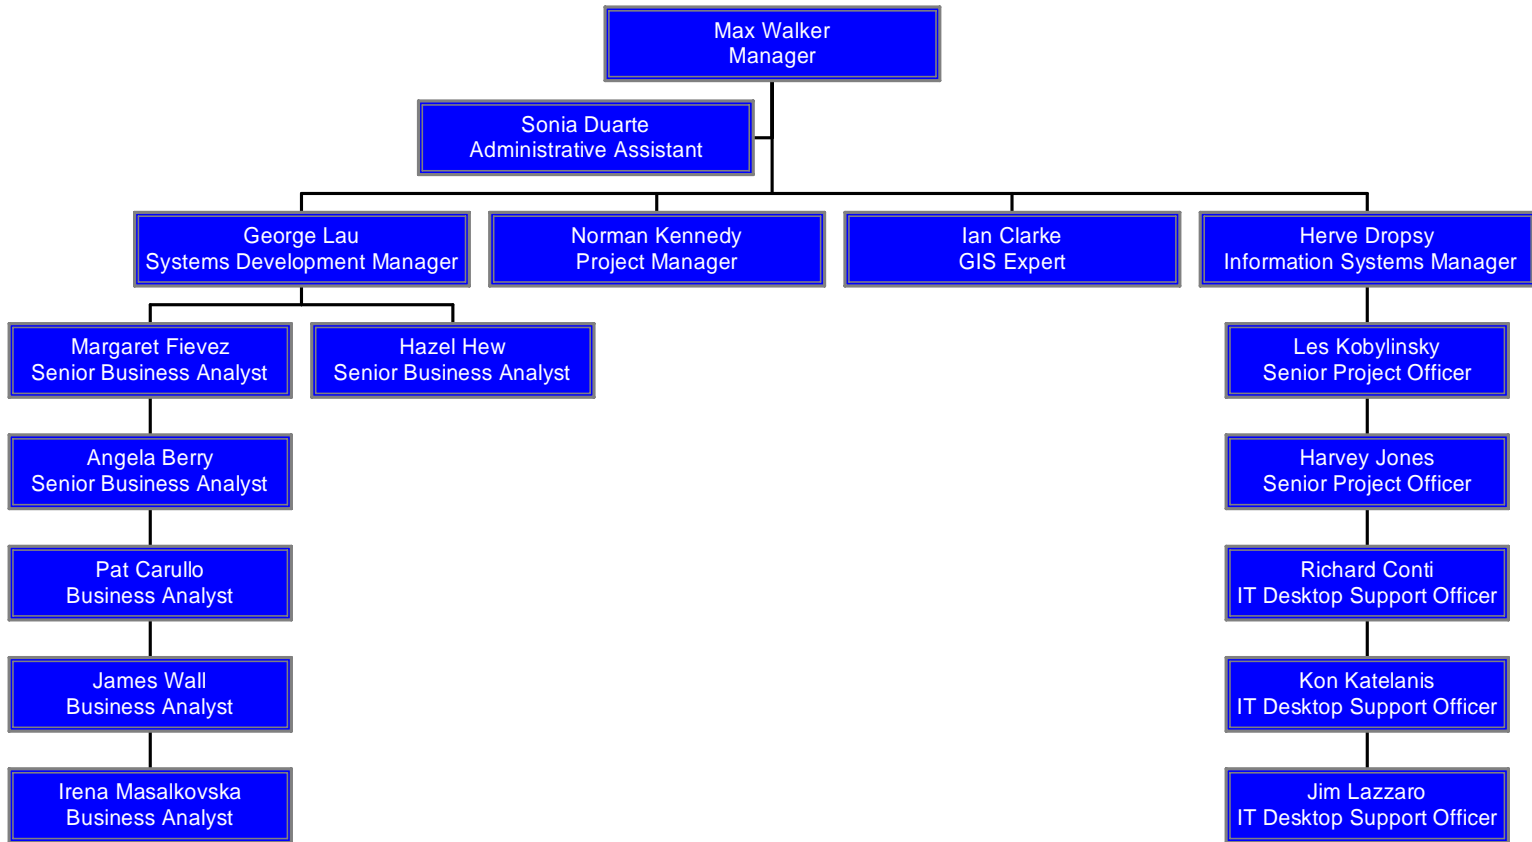 Max Walker
Manager
Sonia Duarte
Administrative Assistant
George Lau
Systems Development Manager
Norman Kennedy
Project Manager
Ian Clarke
GIS Expert
Herve Dropsy
Information Systems Manager
Margaret Fievez
Senior Business Analyst
Hazel Hew
Senior Business Analyst
Les Kobylinsky
Senior Project Officer
Angela Berry
Senior Business Analyst
Harvey Jones
Senior Project Officer
Pat Carullo
Business Analyst
Richard Conti
IT Desktop Support Officer
James Wall
Business Analyst
Kon Katelanis
IT Desktop Support Officer
Irena Masalkovska
Business Analyst
Jim Lazzaro
IT Desktop Support Officer